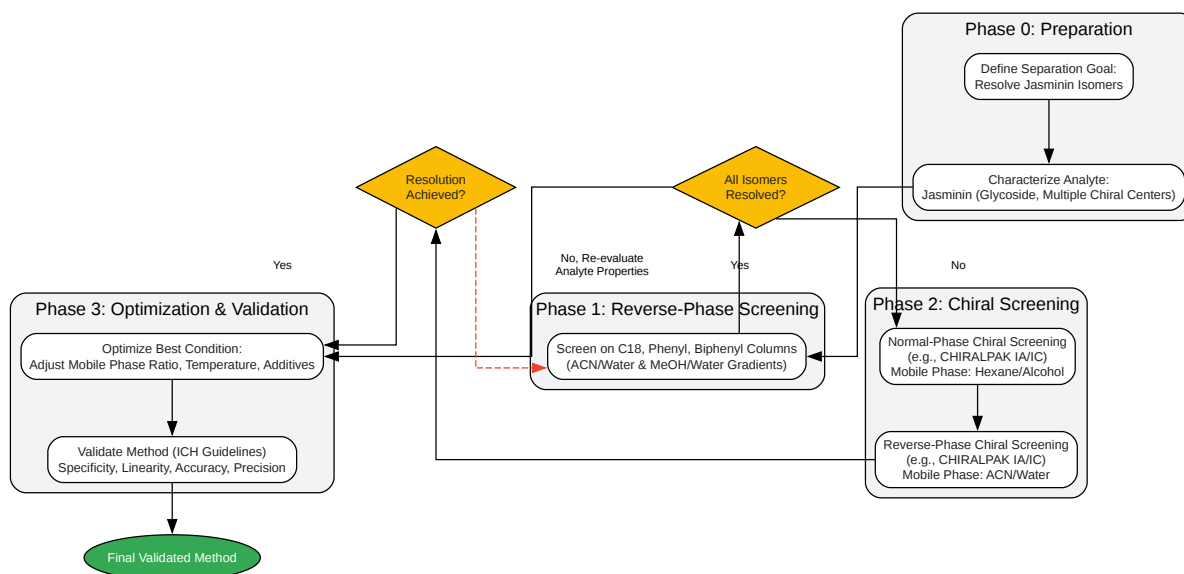 Phase 0: Preparation
Define Separation Goal:
Resolve Jasminin Isomers
Characterize Analyte:
Jasminin (Glycoside, Multiple Chiral Centers)
Resolution
Achieved?
All Isomers
Resolved?
Yes
No, Re-evaluate
Analyte Properties
Yes
No
Phase 3: Optimization & Validation
Optimize Best Condition:
Adjust Mobile Phase Ratio, Temperature, Additives
Validate Method (ICH Guidelines)
Specificity, Linearity, Accuracy, Precision
Final Validated Method
Phase 1: Reverse-Phase Screening
Screen on C18, Phenyl, Biphenyl Columns
(ACN/Water & MeOH/Water Gradients)
Phase 2: Chiral Screening
Normal-Phase Chiral Screening
(e.g., CHIRALPAK IA/IC)
Mobile Phase: Hexane/Alcohol
Reverse-Phase Chiral Screening
(e.g., CHIRALPAK IA/IC)
Mobile Phase: ACN/Water